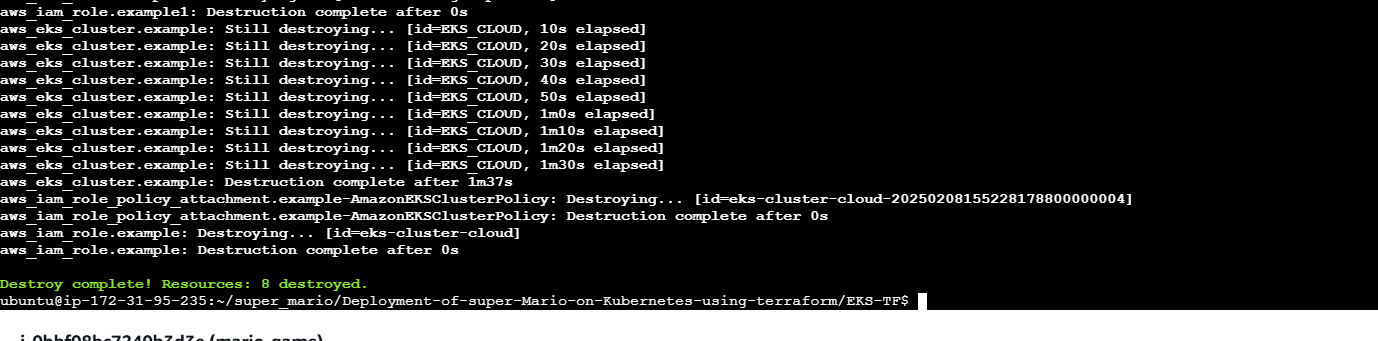 aws_iam_role.example1: Destruction complete after 0s
aws_eks_cluster.example: Still destroying... [id=EKS_CLOUD, 10s elapsed]
aws_eks_cluster.example: Still destroying... [id=EKS_CLOUD, 20s elapsed]
aws_eks_cluster.example: Still destroying... [id=EKS_CLOUD, 30s elapsed]
aws_eks_cluster.example: Still destroying... [id=EKS_CLOUD, 40s elapsed]
aws_eks_cluster.example: Still destroying... [id=EKS_CLOUD, 50s elapsed]
aws_eks_cluster.example: Still destroying... [id=EKS_CLOUD, 1m0s elapsed]
aws_eks_cluster.example: Still destroying... [id=EKS_CLOUD, 1m10s elapsed]
aws_eks_cluster.example: Still destroying... [id=EKS_CLOUD, 1m20s elapsed]
aws_eks_cluster.example: Still destroying... [id=EKS_CLOUD, 1m30s elapsed]
aws_eks_cluster.example: Destruction complete after 1m37s
aws_iam_role_policy_attachment.example-AmazonEKSClusterPolicy: Destroying... [id=eks-cluster-cloud-20250208155228178800000004]
aws_iam_role_policy_attachment.example-AmazonEKSClusterPolicy: Destruction complete after 0s
aws_iam_role.example: Destroying... [id=eks-cluster-cloud]
aws_iam_role.example: Destruction complete after 0s
Destroy complete! Resources: 8 destroyed.
ubuntu@ip-172-31-95-235:~/super_mario/Deployment-of-super-Mario-on-Kubernetes-using-terraform/EKS-TF$
(mario-game)